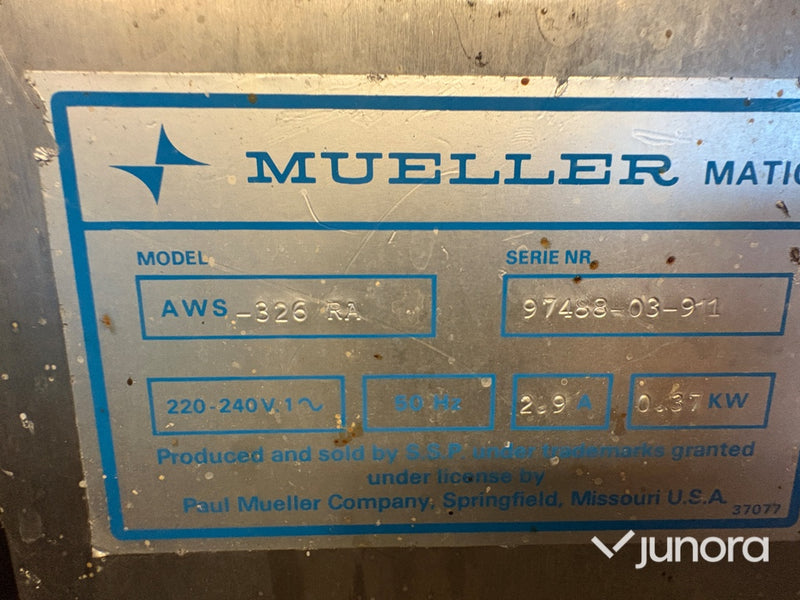 MUELLER MATIC
MODEL
SERIE NR
AWS -326 RA
97488-03-911
220-240V.1~
50 Hz
2.9 A
0.37 KW
Produced and sold by S.S.P. under trademarks granted
under license by
Paul Mueller Company, Springfield, Missouri U.S.A.
37077
junora